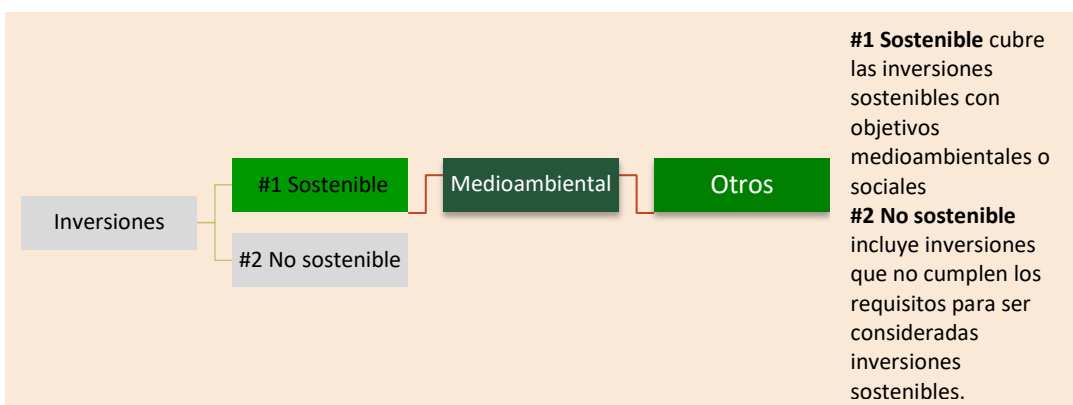 Inversiones
#1 Sostenible
#2 No sostenible
Medioambiental
Otros
#1 Sostenible cubre
las inversiones
sostenibles con
objetivos
medioambientales o
sociales
#2 No sostenible
incluye inversiones
que no cumplen los
requisitos para ser
consideradas
inversiones
sostenibles.